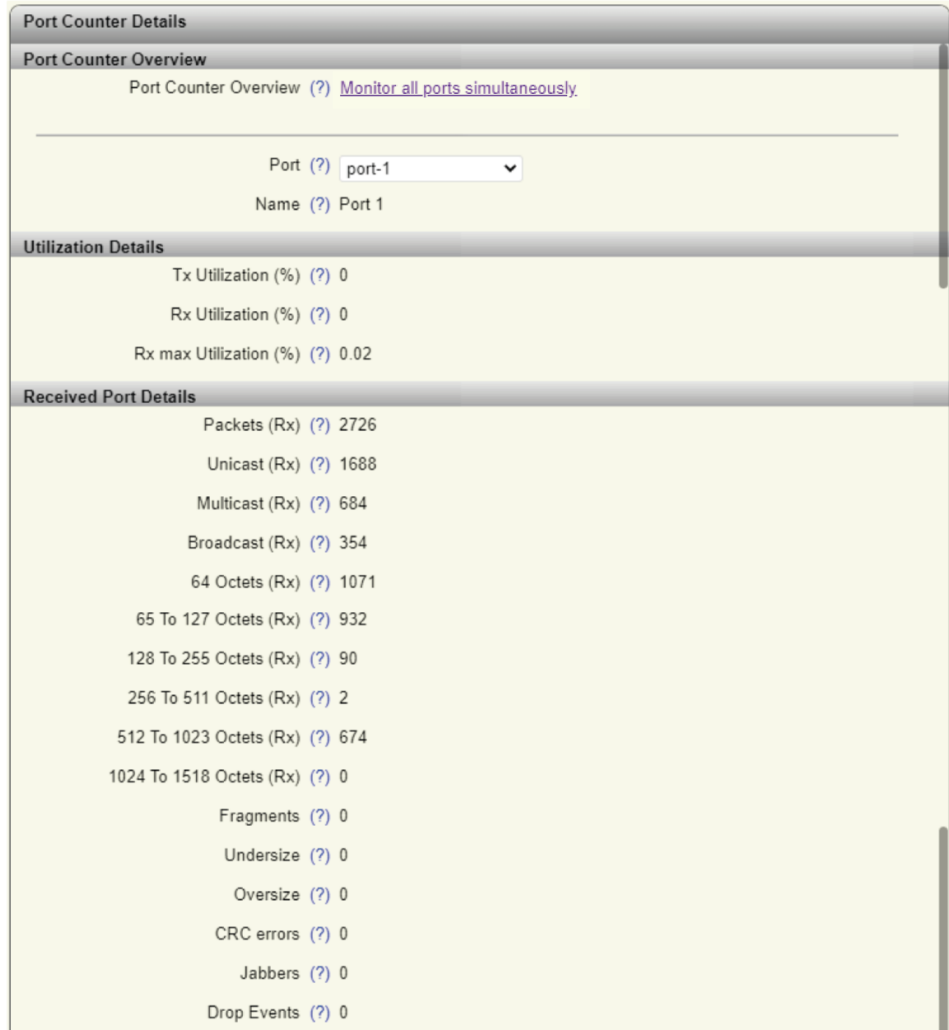 Port Counter Details
Port Counter Overview
Port Counter Overview (?) Monitor all ports simultaneously
Port (?) port-1
Name (?) Port 1
Utilization Details
Tx Utilization (%) (?) 0
Rx Utilization (%) (?) 0
Rx max Utilization (%) (?) 0.02
Received Port Details
Packets (Rx) (?) 2726
Unicast (Rx) (?) 1688
Multicast (Rx) (?) 684
Broadcast (Rx) (?) 354
64 Octets (Rx) (?) 1071
65 To 127 Octets (Rx) (?) 932
128 To 255 Octets (Rx) (?) 90
256 To 511 Octets (Rx) (?) 2
512 To 1023 Octets (Rx) (?) 674
1024 To 1518 Octets (Rx) (?) 0
Fragments (?) 0
Undersize (?) 0
Oversize (?) 0
CRC errors (?) 0
Jabbers (?) 0
Drop Events (?) 0